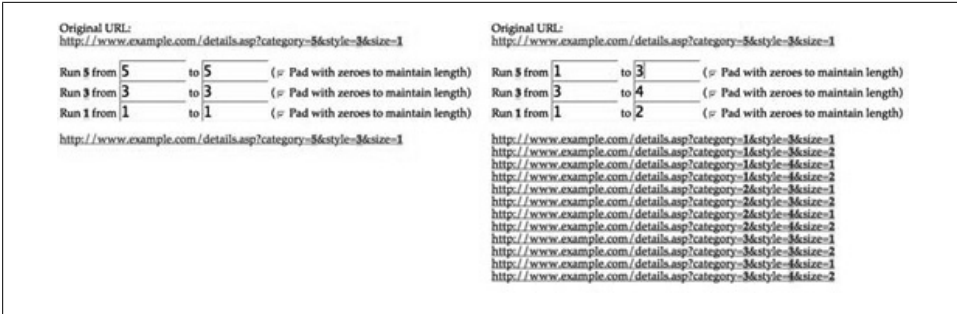 Original URL:
http://www.example.com/details.asp?category=5&style=3&size=1
Run 5 from 5 to 5 (Pad with zeroes to maintain length)
Run 3 from 3 to 3 (Pad with zeroes to maintain length)
Run 1 from 1 to 1 (Pad with zeroes to maintain length)
http://www.example.com/details.asp?category=5&style=3&size=1
Original URL:
http://www.example.com/details.asp?category=5&style=3&size=1
Run 5 from 1 to 3 (Pad with zeroes to maintain length)
Run 3 from 3 to 4 (Pad with zeroes to maintain length)
Run 1 from 1 to 2 (Pad with zeroes to maintain length)
http://www.example.com/details.asp?category=1&style=3&size=1
http://www.example.com/details.asp?category=1&style=3&size=2
http://www.example.com/details.asp?category=1&style=4&size=1
http://www.example.com/details.asp?category=1&style=4&size=2
http://www.example.com/details.asp?category=2&style=3&size=1
http://www.example.com/details.asp?category=2&style=3&size=2
http://www.example.com/details.asp?category=2&style=4&size=1
http://www.example.com/details.asp?category=2&style=4&size=2
http://www.example.com/details.asp?category=3&style=3&size=1
http://www.example.com/details.asp?category=3&style=3&size=2
http://www.example.com/details.asp?category=3&style=4&size=1
http://www.example.com/details.asp?category=3&style=4&size=2